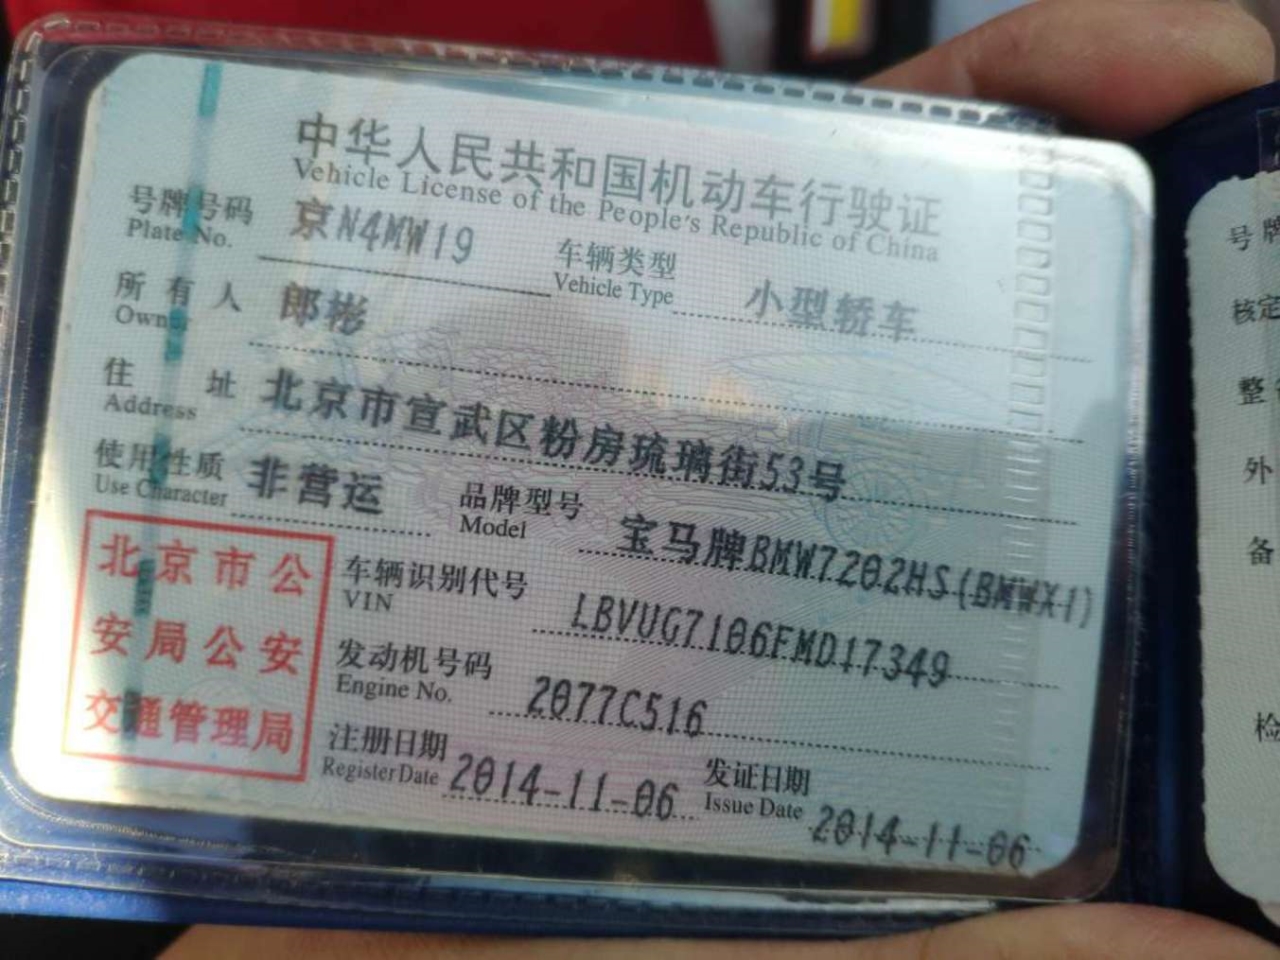 中华人民共和国机动车行驶证
Vehicle License of the People's Republic of China
号牌号码 京N4MW19 车辆类型 小型轿车
Plate No. Vehicle Type
所有人 郎彬
Owner
住址 北京市宣武区粉房琉璃街53号
Address
使用性质 非营运 品牌型号 宝马牌BMW7202HS(BMWX1)
Use Character Model
北京市公
安局公安
交通管理局
车辆识别代号 LBVUG7106FMD17349
VIN
发动机号码 2077C516
Engine No.
注册日期 2014-11-06 发证日期 2014-11-06
Register Date Issue Date
号牌
核定
整
外
备
检